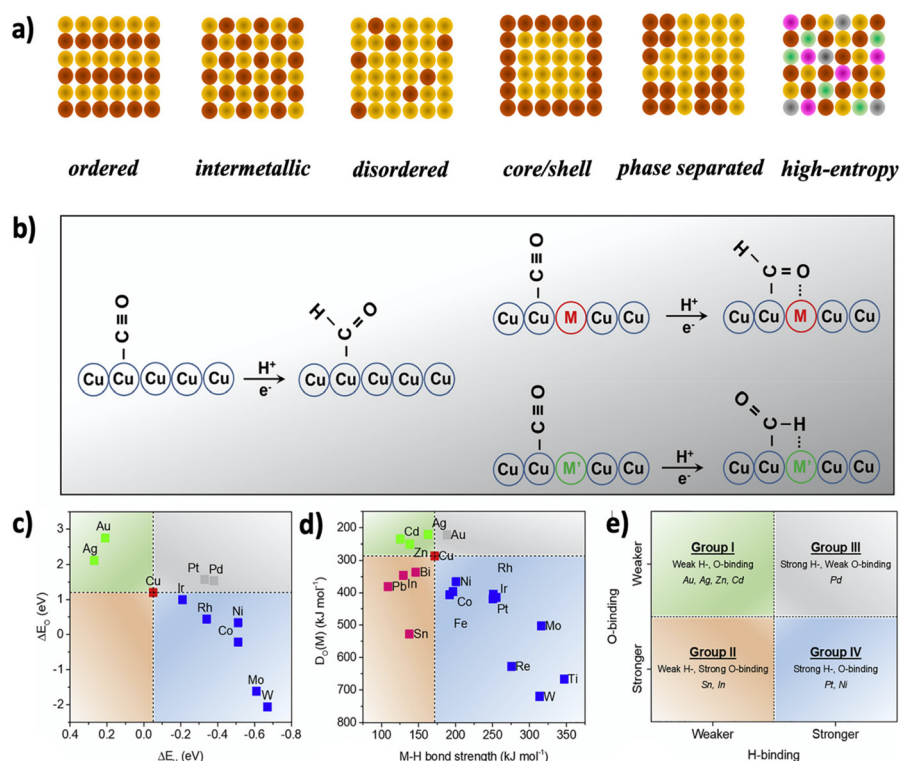 a)
ordered
intermetallic
disordered
core/shell
phase separated
high-entropy
b)
O
≡
C
Cu Cu Cu Cu Cu
H⁺
e⁻
H
O
C
Cu Cu Cu Cu Cu
O
≡
C
Cu Cu M Cu Cu
H⁺
e⁻
H
C = O
Cu Cu M Cu Cu
O
≡
C
Cu Cu M' Cu Cu
H⁺
e⁻
O
C – H
Cu Cu M' Cu Cu
c)
3
2
1
0
-1
-2
ΔE_O (eV)
Au
Ag
Cu
Pt
Pd
Ir
Rh
Ni
Co
Mo
W
0.4 0.2 0.0 -0.2 -0.4 -0.6 -0.8
(eV)
d)
200
300
400
500
600
700
800
D_O(M) (kJ mol⁻¹)
Ag
Cd
Au
Zn
Cu
Bi
In
Pb
Sn
Rh
Ni
Ir
Co
Pt
Fe
Mo
Re
Ti
W
100 150 200 250 300 350
M-H bond strength (kJ mol⁻¹)
e)
Weaker
Stronger
O-binding
Group I
Weak H-, O-binding
Au, Ag, Zn, Cd
Group III
Strong H-, Weak O-binding
Pd
Group II
Weak H-, Strong O-binding
Sn, In
Group IV
Strong H-, O-binding
Pt, Ni
Weaker
Stronger
H-binding